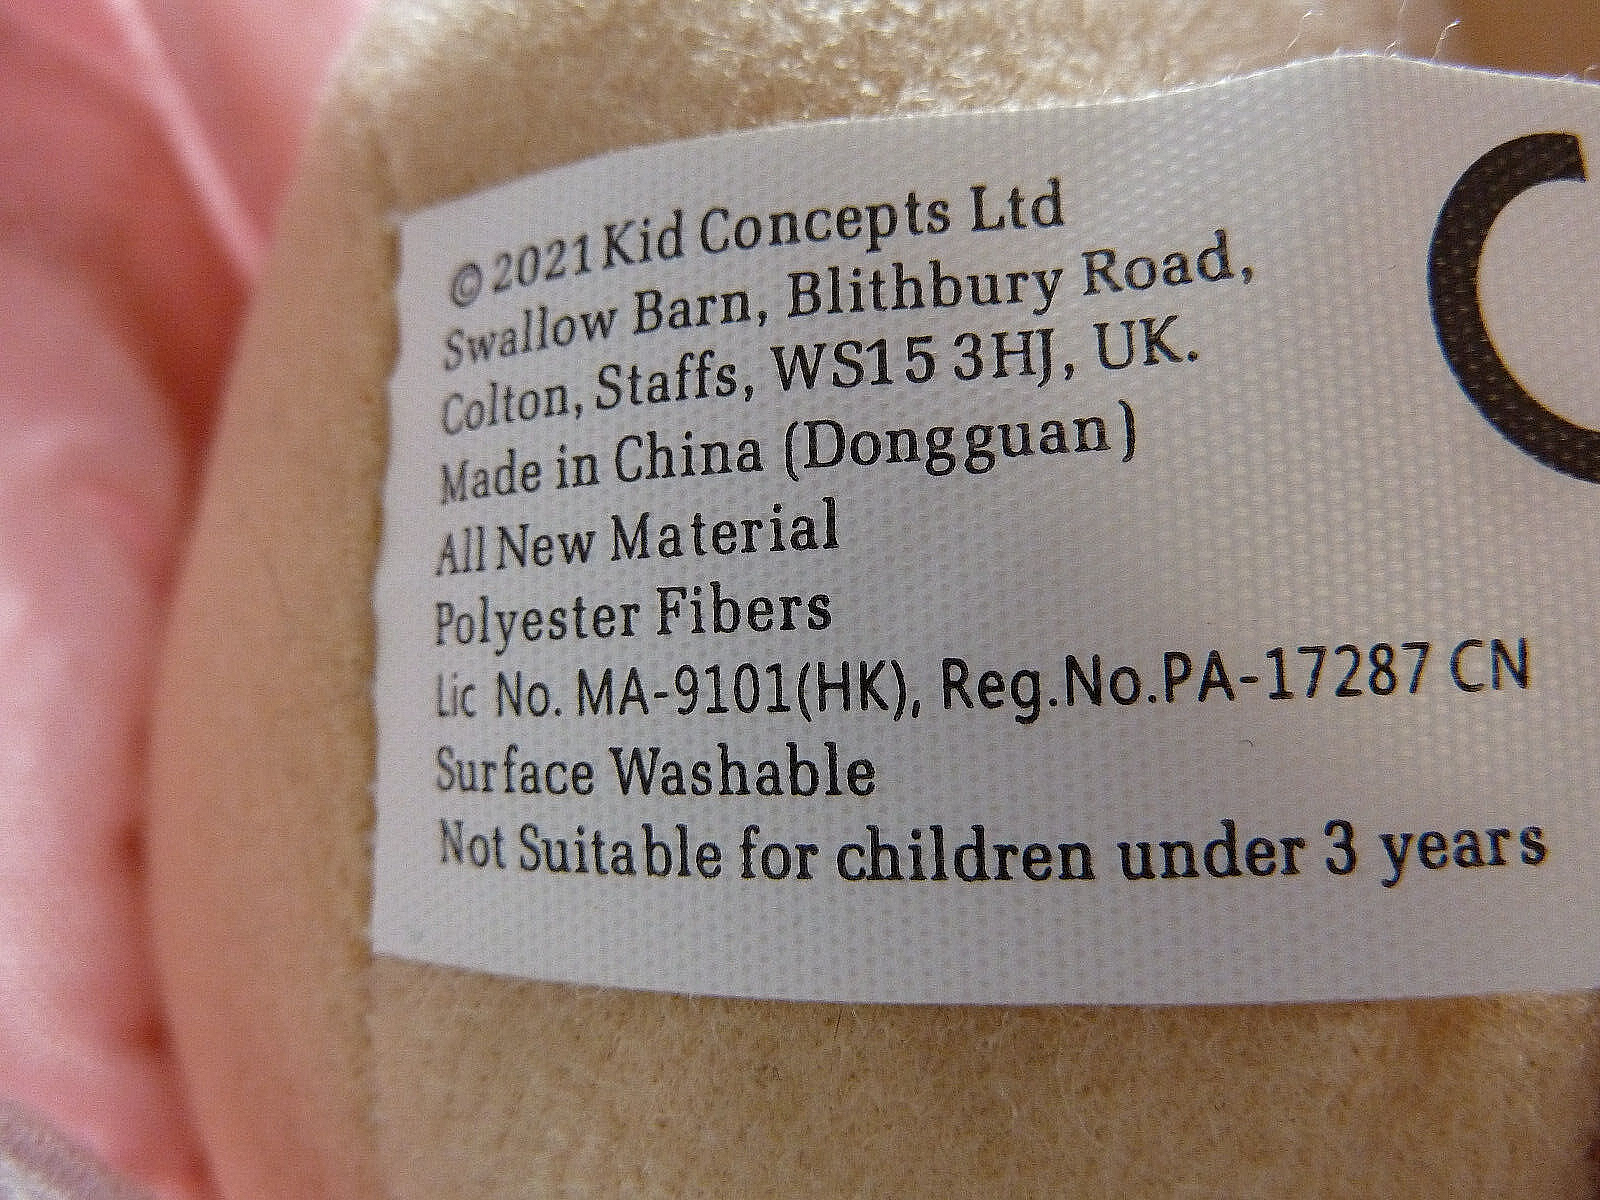 © 2021 Kid Concepts Ltd
Swallow Barn, Blithbury Road,
Colton, Staffs, WS15 3HJ, UK.
Made in China (Dongguan)
All New Material
Polyester Fibers
Lic No. MA-9101(HK), Reg.No.PA-17287 CN
Surface Washable
Not Suitable for children under 3 years